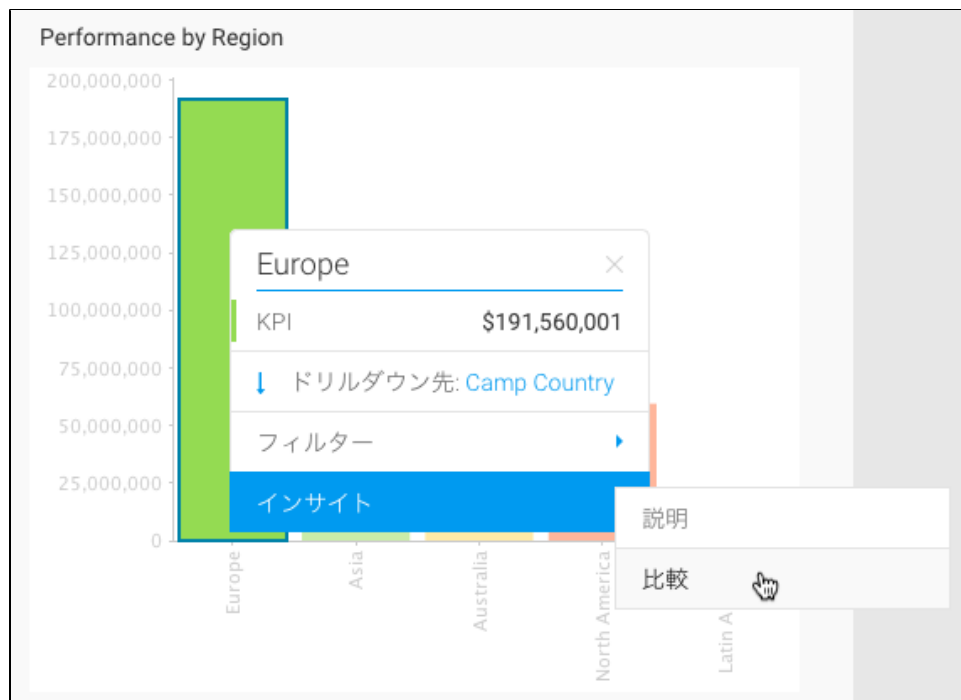 Performance by Region
200,000,000
175,000,000
150,000,000
125,000,000
100,000,000
75,000,000
50,000,000
25,000,000
0
Europe
KPI $191,560,001
ドリルダウン先: Camp Country
フィルター
インサイト
説明
比較
Europe
Asia
Australia
North America
Latin A